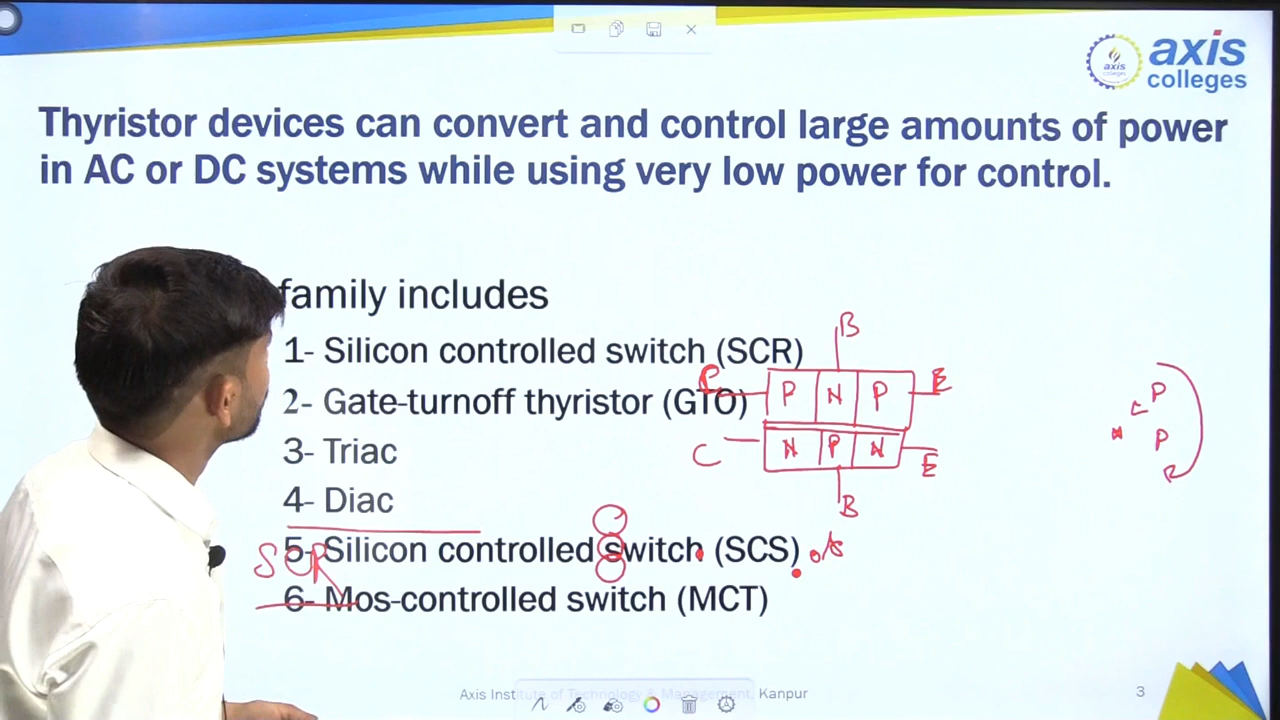 axis
colleges
axis
colleges
Thyristor devices can convert and control large amounts of power
in AC or DC systems while using very low power for control.
family includes
1- Silicon controlled switch (SCR)
2- Gate-turnoff thyristor (GTO)
3- Triac
4- Diac
5- Silicon controlled switch (SCS)
6- Mos-controlled switch (MCT)
SCR
B
P N P E
C N P N E
B
P
P
Axis Institute of Technology & Management, Kanpur
3